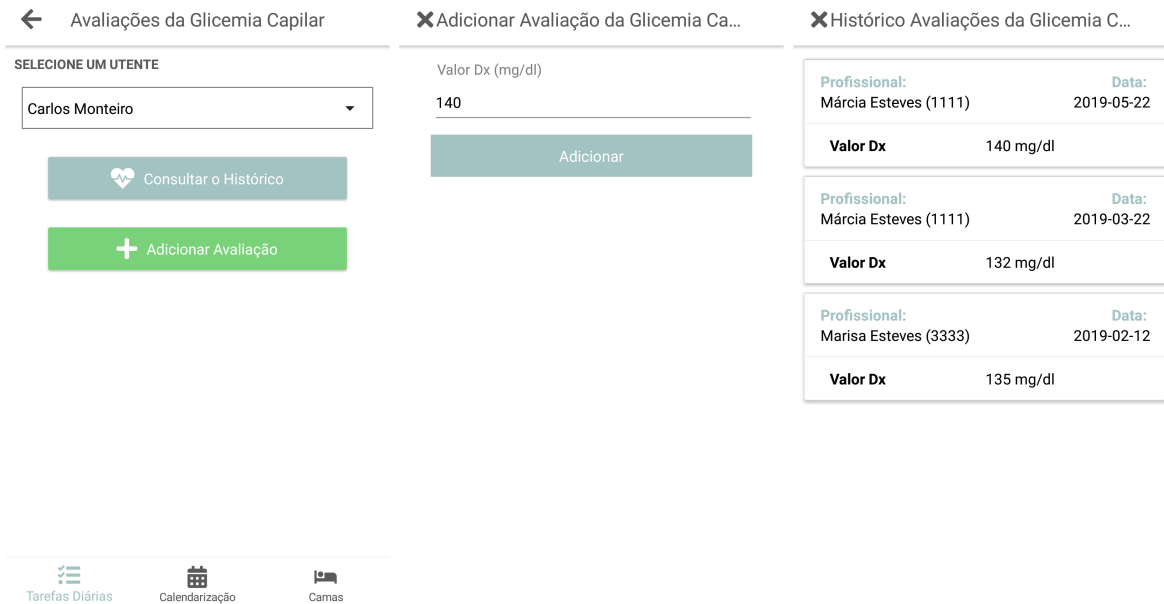 Avaliações da Glicemia Capilar
SELECIONE UM UTENTE
Carlos Monteiro
Consultar o Histórico
Adicionar Avaliação
Tarefas Diárias
Calendarização
Camas
Adicionar Avaliação da Glicemia Ca...
Valor Dx (mg/dl)
140
Adicionar
Histórico Avaliações da Glicemia C...
Profissional: Data:
Márcia Esteves (1111) 2019-05-22
Valor Dx 140 mg/dl
Profissional: Data:
Márcia Esteves (1111) 2019-03-22
Valor Dx 132 mg/dl
Profissional: Data:
Marisa Esteves (3333) 2019-02-12
Valor Dx 135 mg/dl